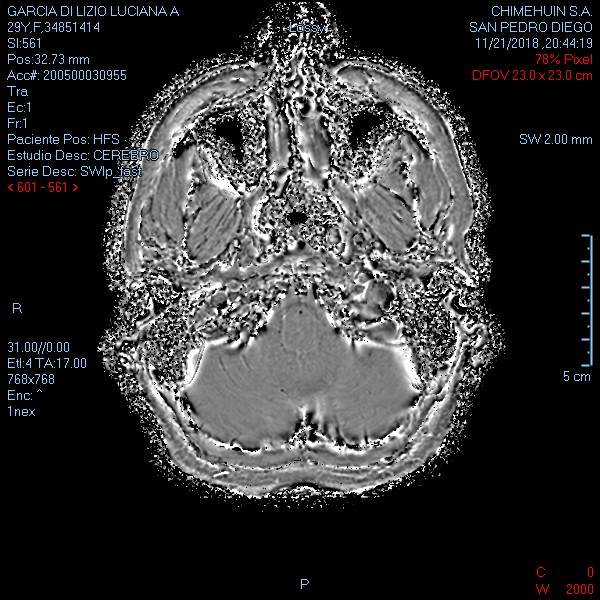 GARCIA DI LIZIO LUCIANA A
29Y,F,34851414
SI:561
Pos:32.73 mm
Acc#: 200500030955
Tra
Ec:1
Fr:1
Paciente Pos: HFS
Estudio Desc: CEREBRO
Serie Desc: SWIp_fast
< 601 - 561 >
Lossy
CHIMEHUIN S.A.
SAN PEDRO DIEGO
11/21/2018 ,20:44:19
78% Pixel
DFOV 23.0 x 23.0 cm
SW 2.00 mm
R
31.00//0.00
Etl:4 TA:17.00
768x768
Enc: ^
1nex
5 cm
P
C 0
W 2000